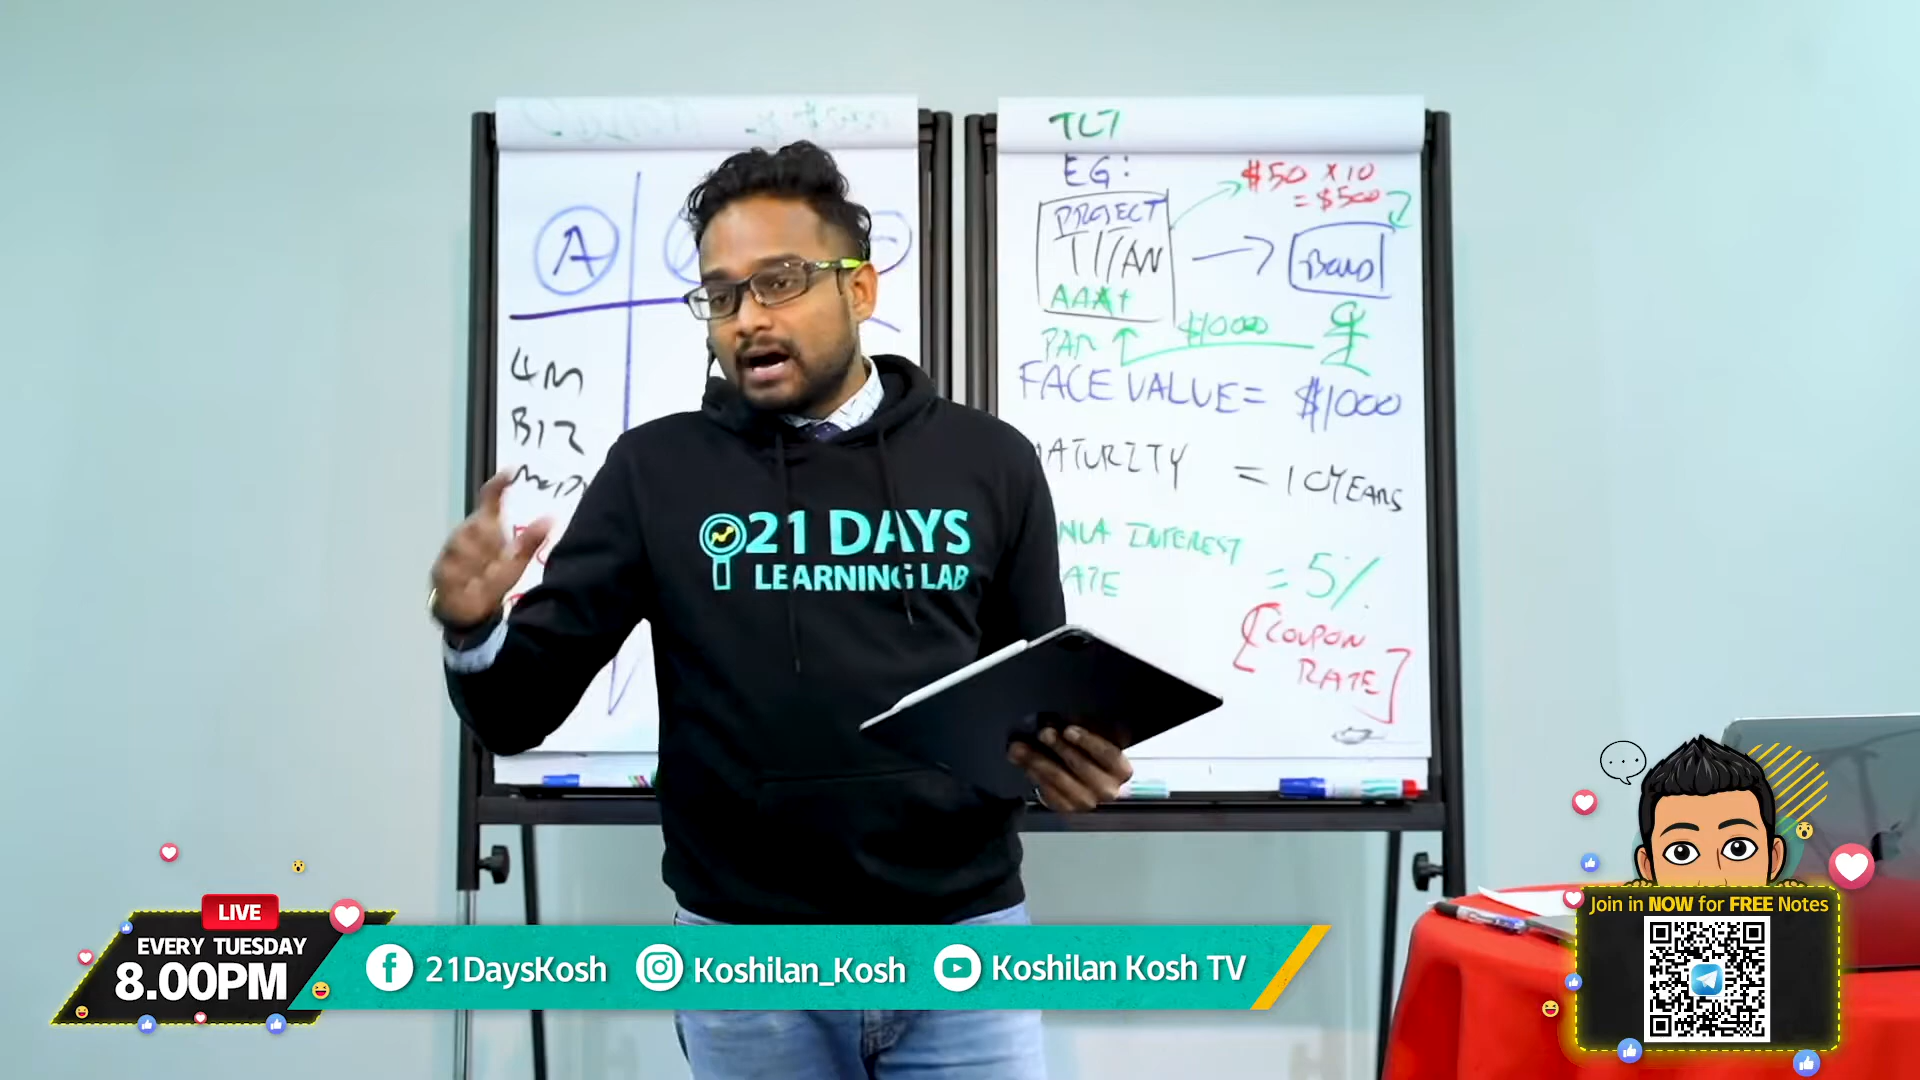 A
4M
BIZ
TLT
EG:
$50 x 10
= $500
PROJECT
TITAN
AAA+
BOND
PAR
$1000
FACE VALUE = $1000
MATURITY = 10 YEARS
INTEREST
= 5%
[COUPON
RATE]
21 DAYS
LEARNING LAB
LIVE
EVERY TUESDAY
8.00PM
21DaysKosh
Koshilan_Kosh
Koshilan Kosh TV
Join in NOW for FREE Notes